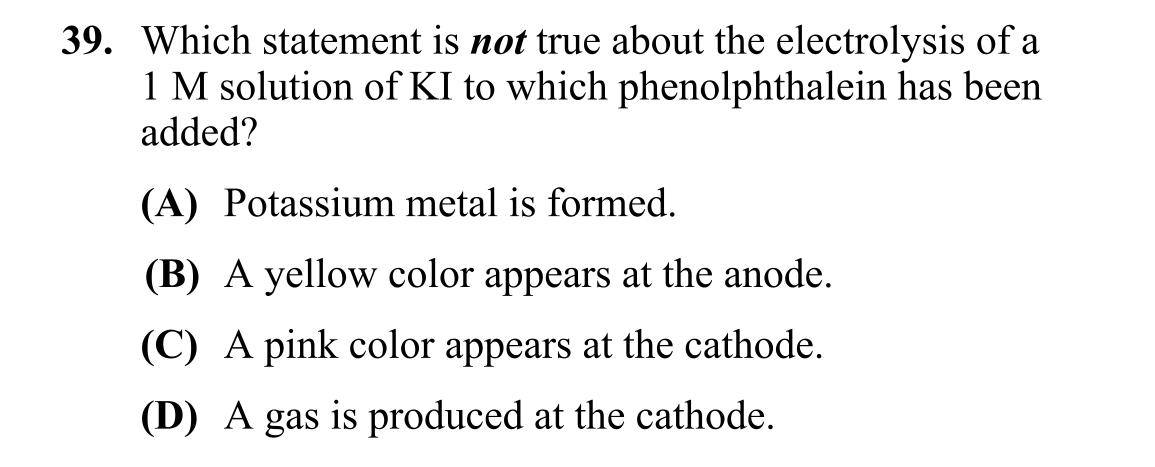 39. Which statement is not true about the electrolysis of a
1 M solution of KI to which phenolphthalein has been
added?
(A) Potassium metal is formed.
(B) A yellow color appears at the anode.
(C) A pink color appears at the cathode.
(D) A gas is produced at the cathode.